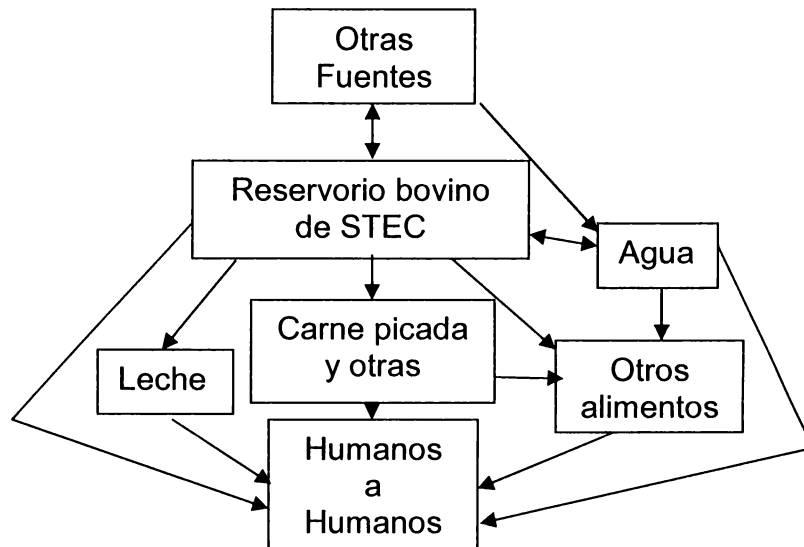 Otras
Fuentes
Reservorio bovino
de STEC
Agua
Carne picada
y otras
Leche
Otros
alimentos
Humanos
a
Humanos